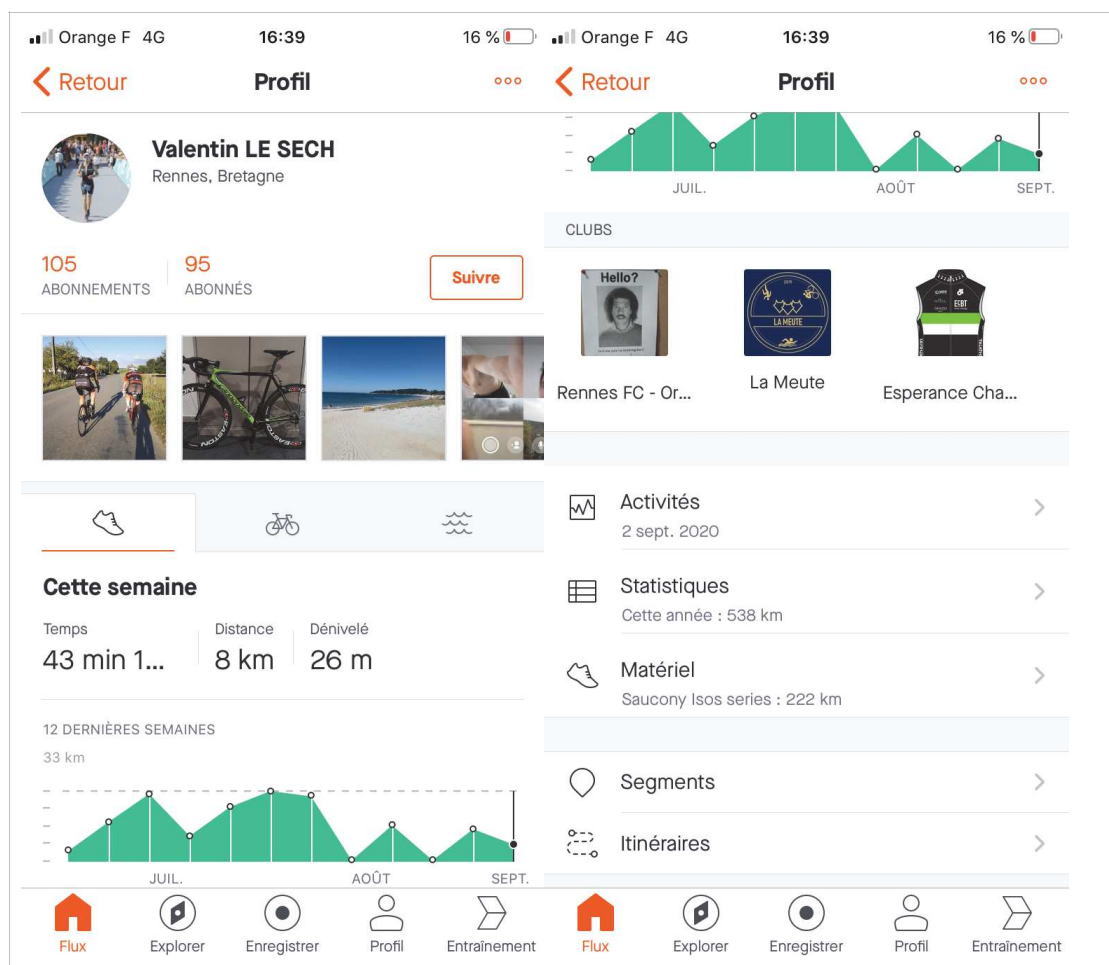 Orange F 4G 16:39 16 %
Retour Profil
Valentin LE SECH
Rennes, Bretagne
105 95
ABONNEMENTS ABONNÉS
Suivre
EASTON
Cette semaine
Temps Distance Dénivelé
43 min 1... 8 km 26 m
12 DERNIÈRES SEMAINES
33 km
JUIL. AOÛT SEPT.
Flux Explorer Enregistrer Profil Entraînement
Orange F 4G 16:39 16 %
Retour Profil
JUIL. AOÛT SEPT.
CLUBS
Hello?
LA MEUTE
Rennes FC - Or... La Meute Esperance Cha...
Activités
2 sept. 2020
Statistiques
Cette année : 538 km
Matériel
Saucony Isos series : 222 km
Segments
Itinéraires
Flux Explorer Enregistrer Profil Entraînement